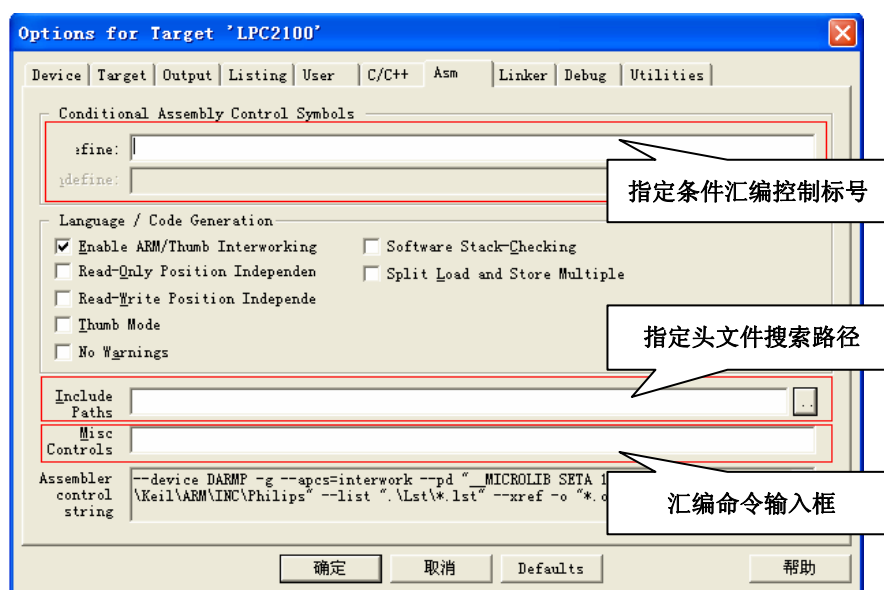 Options for Target 'LPC2100'
Device Target Output Listing User C/C++ Asm Linker Debug Utilities
Conditional Assembly Control Symbols
efine:
define:
指定条件汇编控制标号
Language / Code Generation
Enable ARM/Thumb Interworking
Software Stack-Checking
Read-Only Position Independen
Split Load and Store Multiple
Read-Write Position Independe
Thumb Mode
No Warnings
指定头文件搜索路径
Include Paths
..
Misc Controls
汇编命令输入框
Assembler control string
--device DARMP -g --apcs=interwork --pd "__MICROLIB SETA 1
\Keil\ARM\INC\Philips" --list ".\Lst\*.lst" --xref -o "*.o
确定 取消 Defaults 帮助